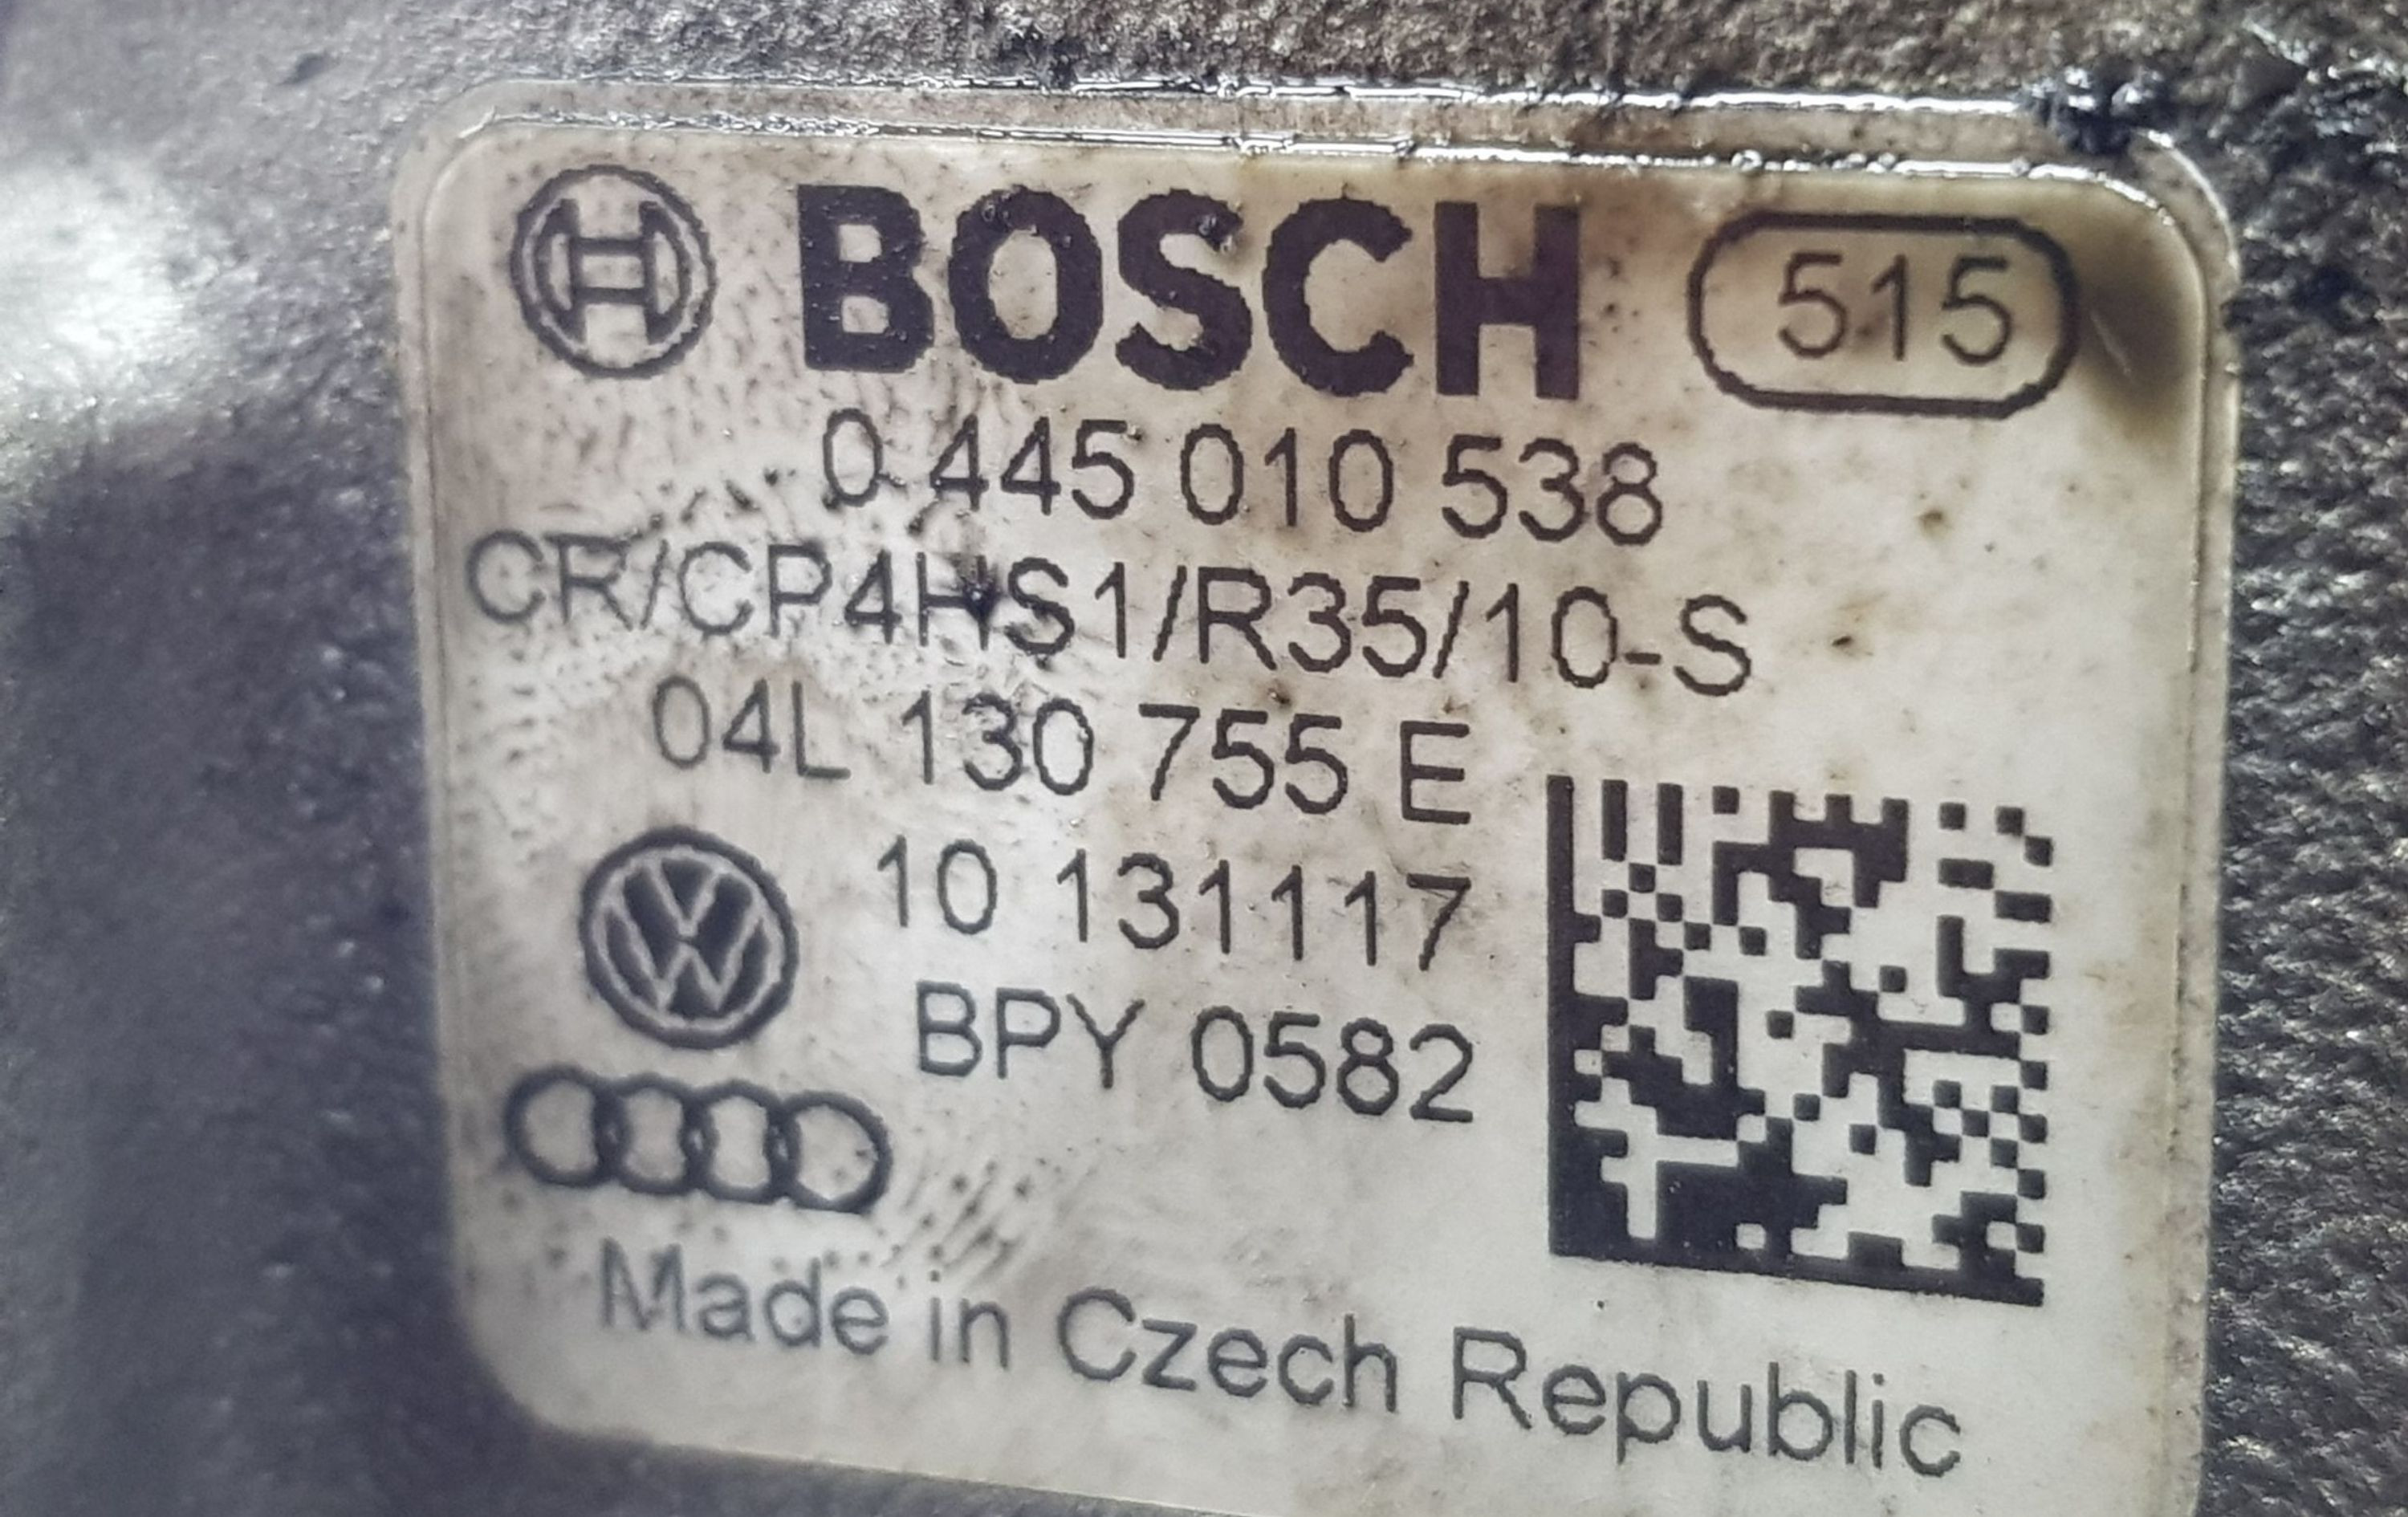 BOSCH 515
0 445 010 538
CR/CP4HS1/R35/10-S
04L 130 755 E
10 131117
BPY 0582
Made in Czech Republic